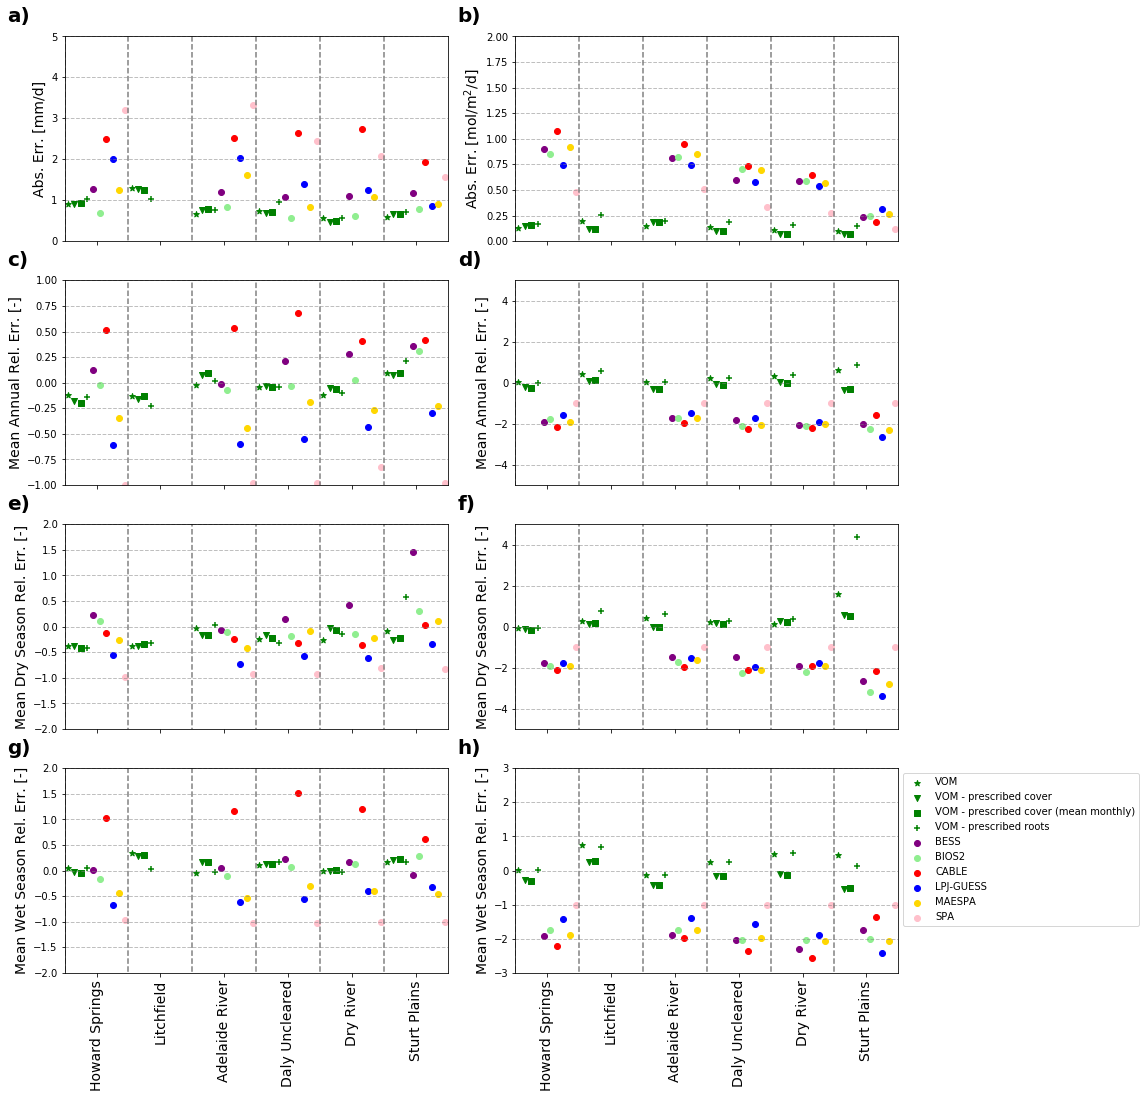 a)
b)
Abs. Err. [mm/d]
5
4
3
2
1
0
Abs. Err. [mol/m²/d]
2.00
1.75
1.50
1.25
1.00
0.75
0.50
0.25
0.00
c)
d)
Mean Annual Rel. Err. [-]
1.00
0.75
0.50
0.25
0.00
−0.25
−0.50
−0.75
−1.00
Mean Annual Rel. Err. [-]
4
2
0
−2
−4
e)
f)
Mean Dry Season Rel. Err. [-]
2.0
1.5
1.0
0.5
0.0
−0.5
−1.0
−1.5
−2.0
Mean Dry Season Rel. Err. [-]
4
2
0
−2
−4
g)
h)
Mean Wet Season Rel. Err. [-]
2.0
1.5
1.0
0.5
0.0
−0.5
−1.0
−1.5
−2.0
Mean Wet Season Rel. Err. [-]
3
2
1
0
−1
−2
−3
VOM
VOM - prescribed cover
VOM - prescribed cover (mean monthly)
VOM - prescribed roots
BESS
BIOS2
CABLE
LPJ-GUESS
MAESPA
SPA
Howard Springs
Litchfield
Adelaide River
Daly Uncleared
Dry River
Sturt Plains
Howard Springs
Litchfield
Adelaide River
Daly Uncleared
Dry River
Sturt Plains